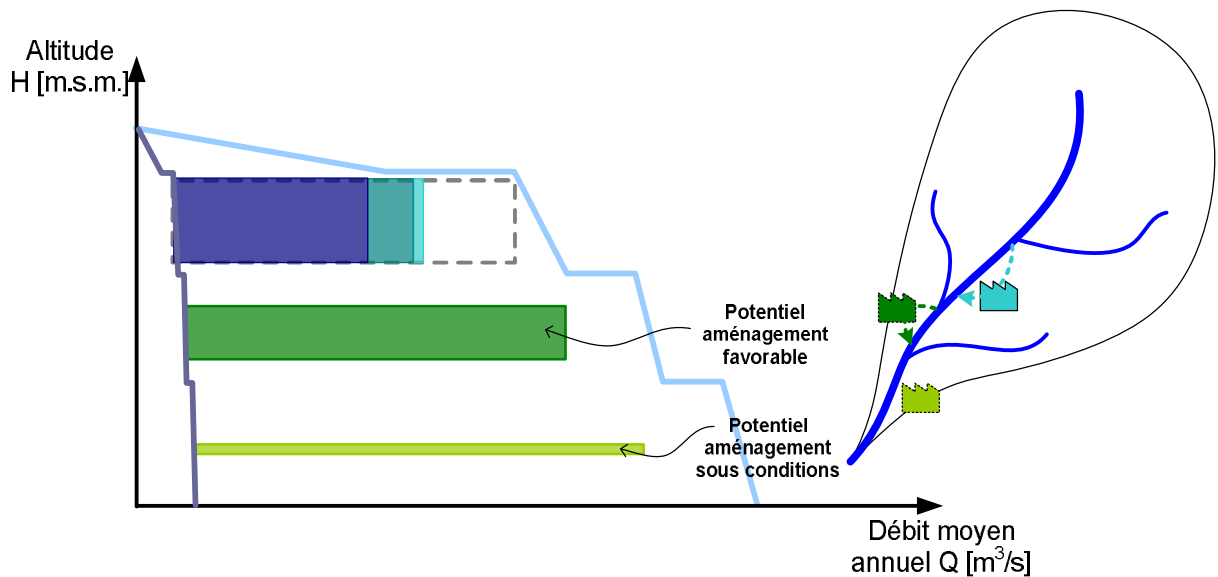 Altitude
H [m.s.m.]
Potentiel
aménagement
favorable
Potentiel
aménagement
sous conditions
Débit moyen
annuel Q [m³/s]